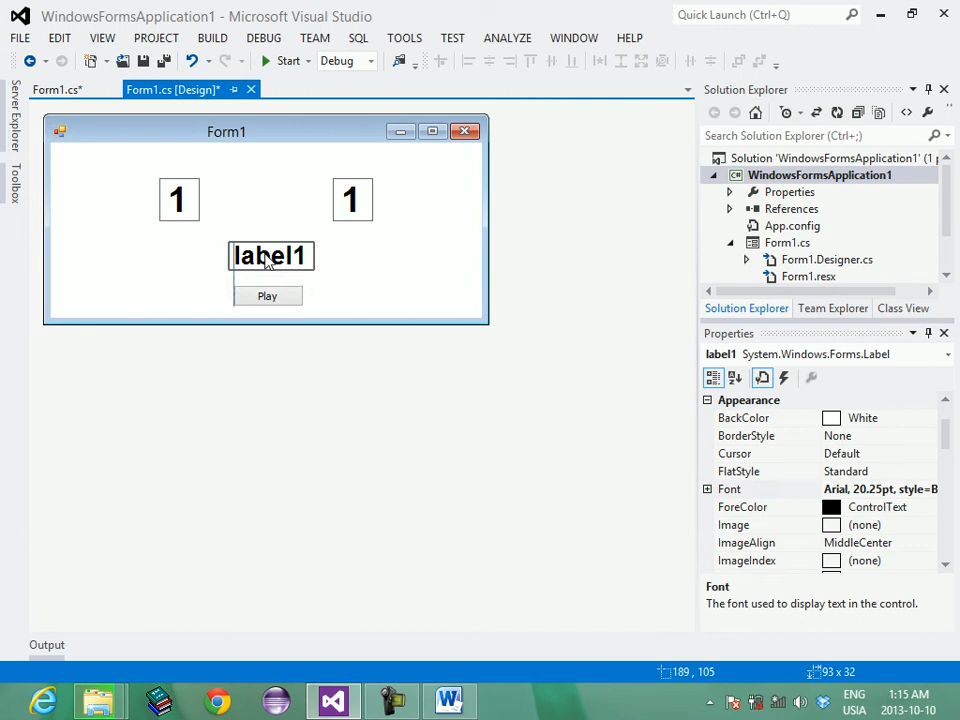 WindowsFormsApplication1 - Microsoft Visual Studio
Quick Launch (Ctrl+;)
FILE EDIT VIEW PROJECT BUILD DEBUG TEAM SQL TOOLS TEST ANALYZE WINDOW HELP
Start Debug
Form1.cs*
Form1.cs [Design]*
Server Explorer
Toolbox
Form1
1
1
label1
Play
Solution Explorer
Search Solution Explorer (Ctrl+;)
Solution 'WindowsFormsApplication1' (1 p
WindowsFormsApplication1
Properties
References
App.config
Form1.cs
Form1.Designer.cs
Form1.resx
Solution Explorer Team Explorer Class View
Properties
label1 System.Windows.Forms.Label
Appearance
BackColor White
BorderStyle None
Cursor Default
FlatStyle Standard
Font Arial, 20.25pt, style=B
ForeColor ControlText
Image (none)
ImageAlign MiddleCenter
ImageIndex (none)
Font
The font used to display text in the control.
Output
189 , 105
93 x 32
ENG
USIA
1:15 AM
2013-10-10